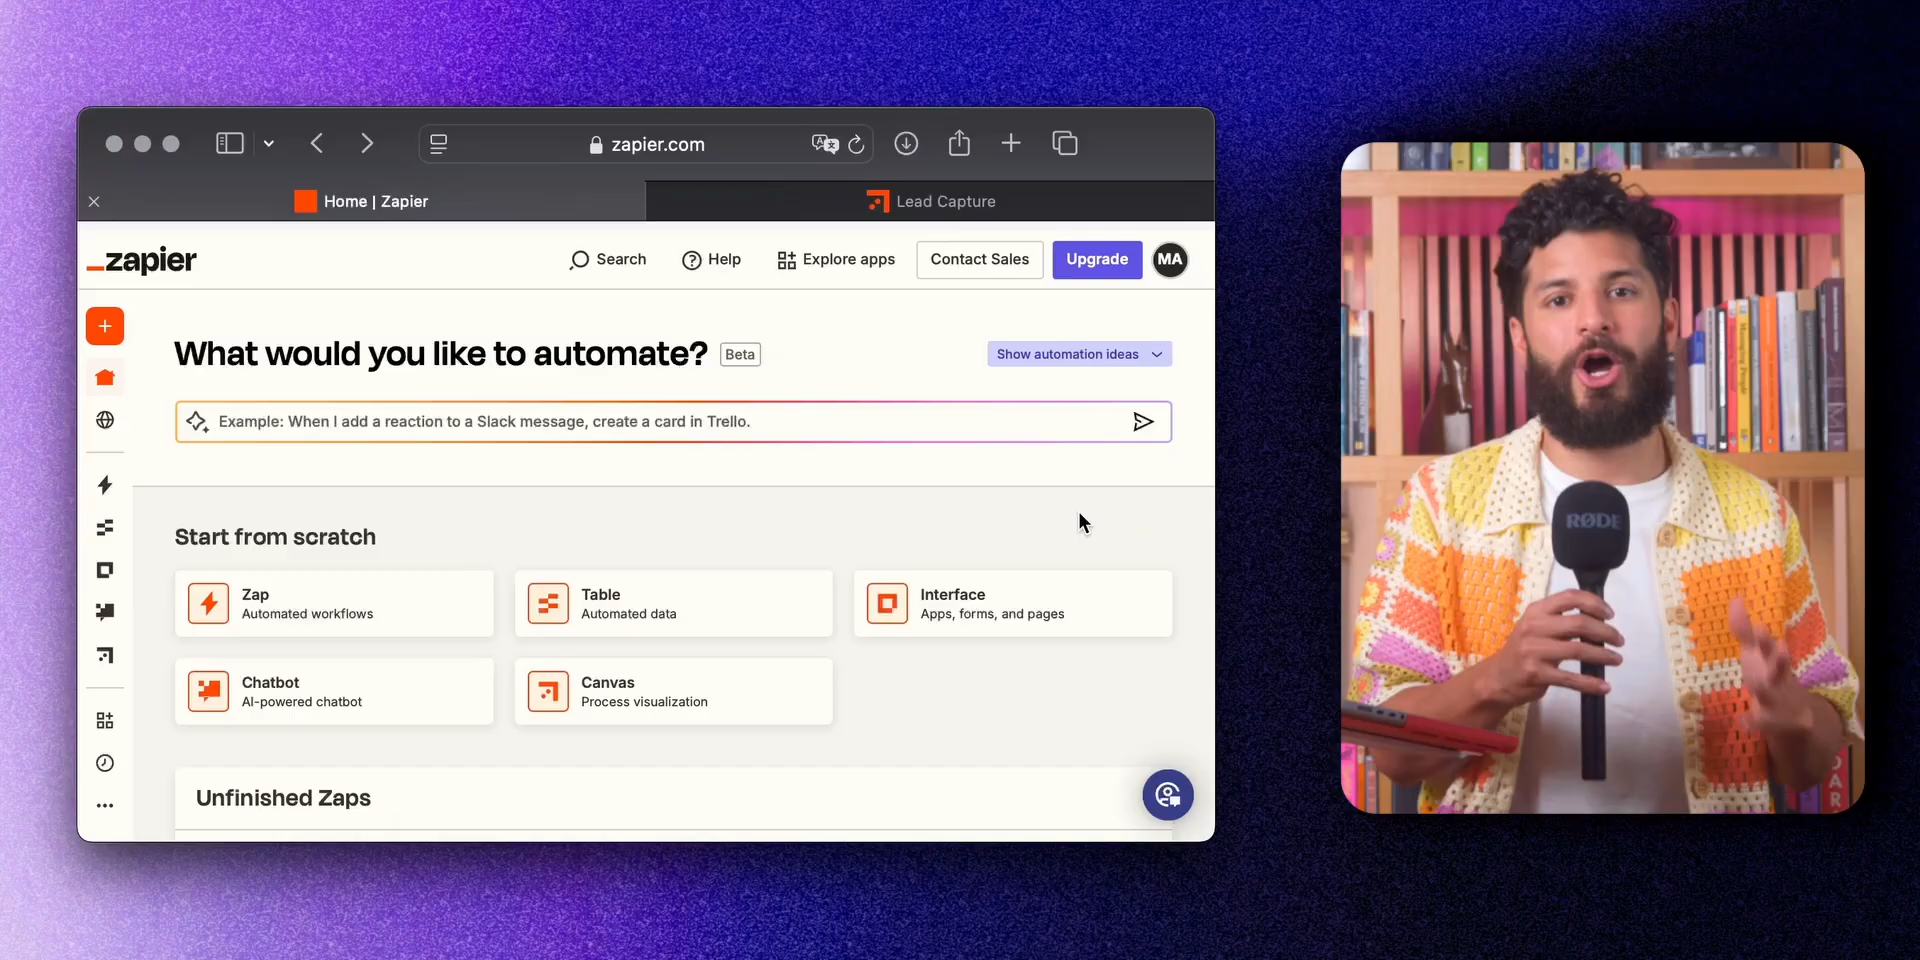 zapier.com
Home | Zapier
Lead Capture
zapier
Search
Help
Explore apps
Contact Sales
Upgrade
MA
What would you like to automate?
Beta
Show automation ideas
Example: When I add a reaction to a Slack message, create a card in Trello.
Start from scratch
Zap
Automated workflows
Table
Automated data
Interface
Apps, forms, and pages
Chatbot
AI-powered chatbot
Canvas
Process visualization
Unfinished Zaps
RØDE